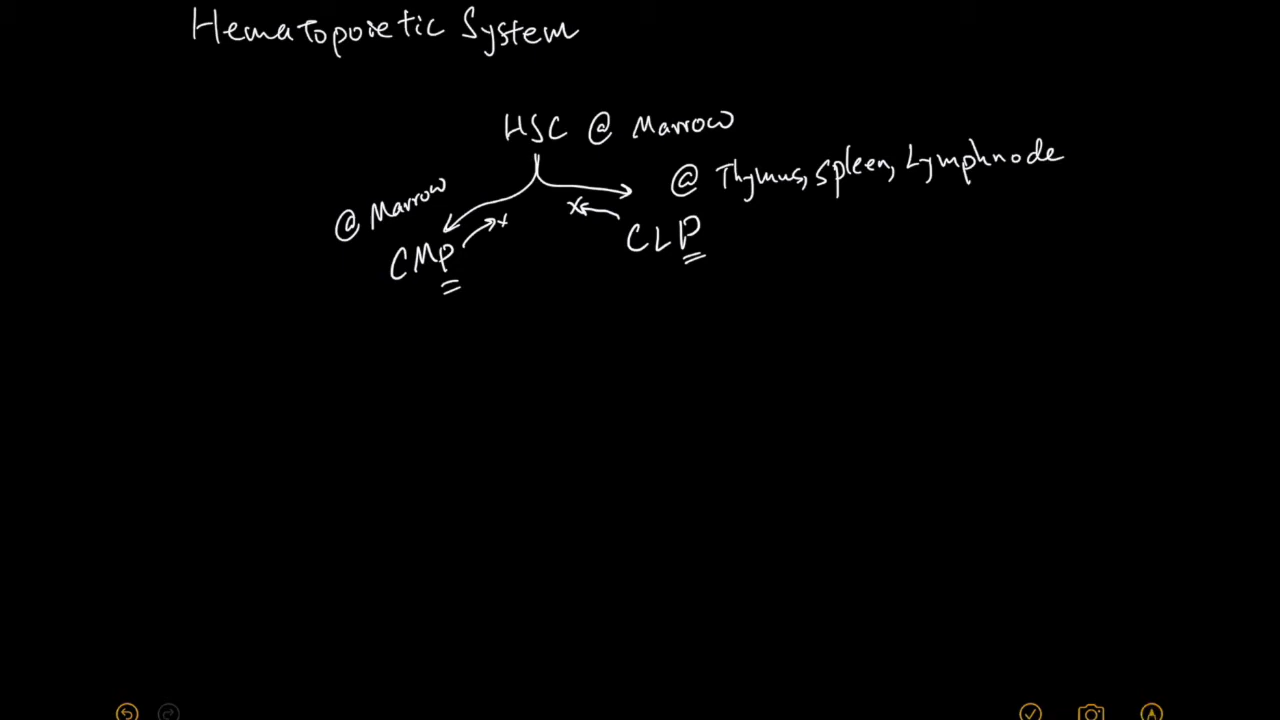 Hematopoietic System
HSC @ Marrow
@ Thymus, Spleen, Lymphnode
@ Marrow
CLP
CMP